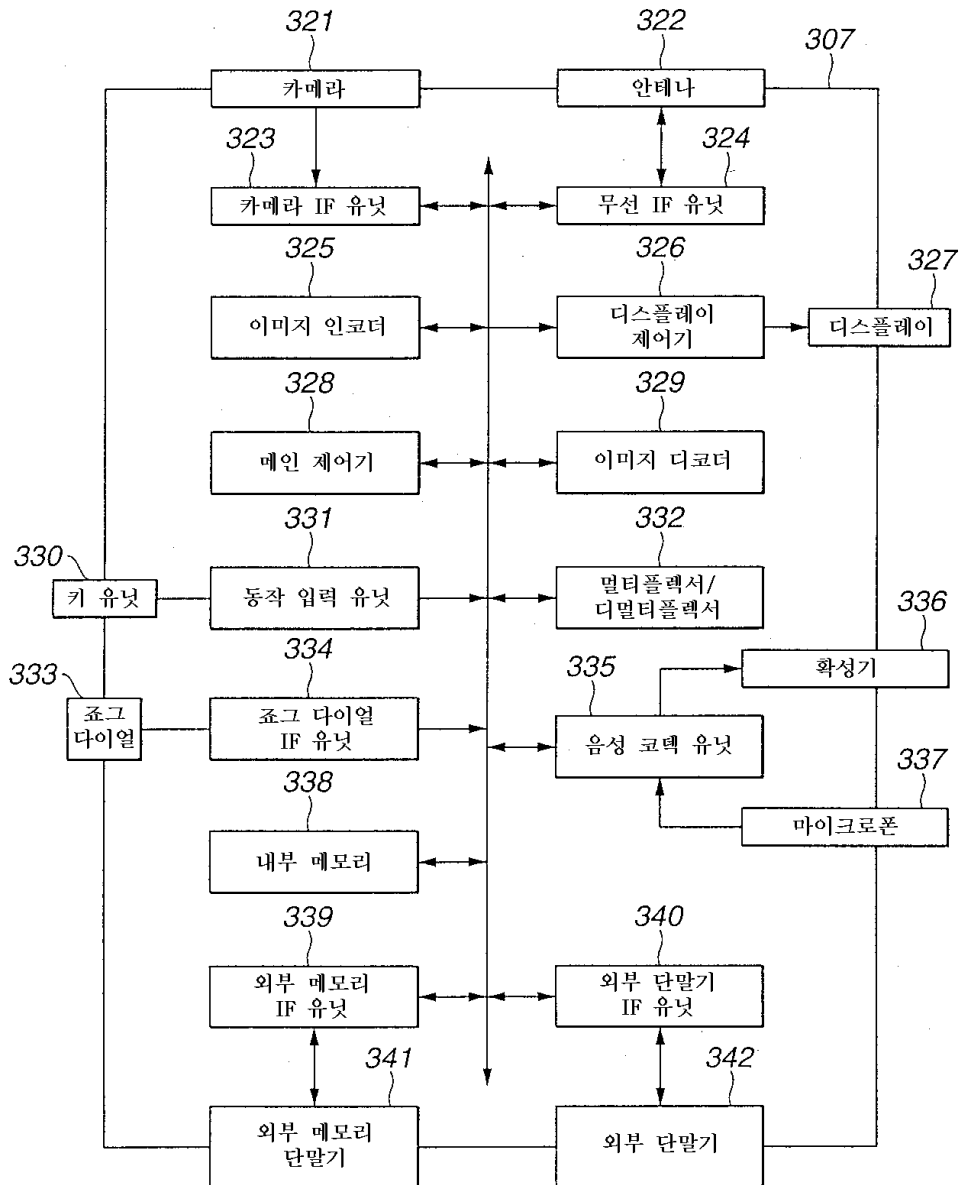 321
322
307
카메라
안테나
323
324
카메라 IF 유닛
무선 IF 유닛
325
326
327
이미지 인코더
디스플레이
제어기
디스플레이
328
329
메인 제어기
이미지 디코더
330
331
332
키 유닛
동작 입력 유닛
멀티플렉서/
디멀티플렉서
336
333
334
335
확성기
죠그
다이얼
죠그 다이얼
IF 유닛
음성 코덱 유닛
337
338
마이크로폰
내부 메모리
339
340
외부 메모리
IF 유닛
외부 단말기
IF 유닛
341
342
외부 메모리
단말기
외부 단말기